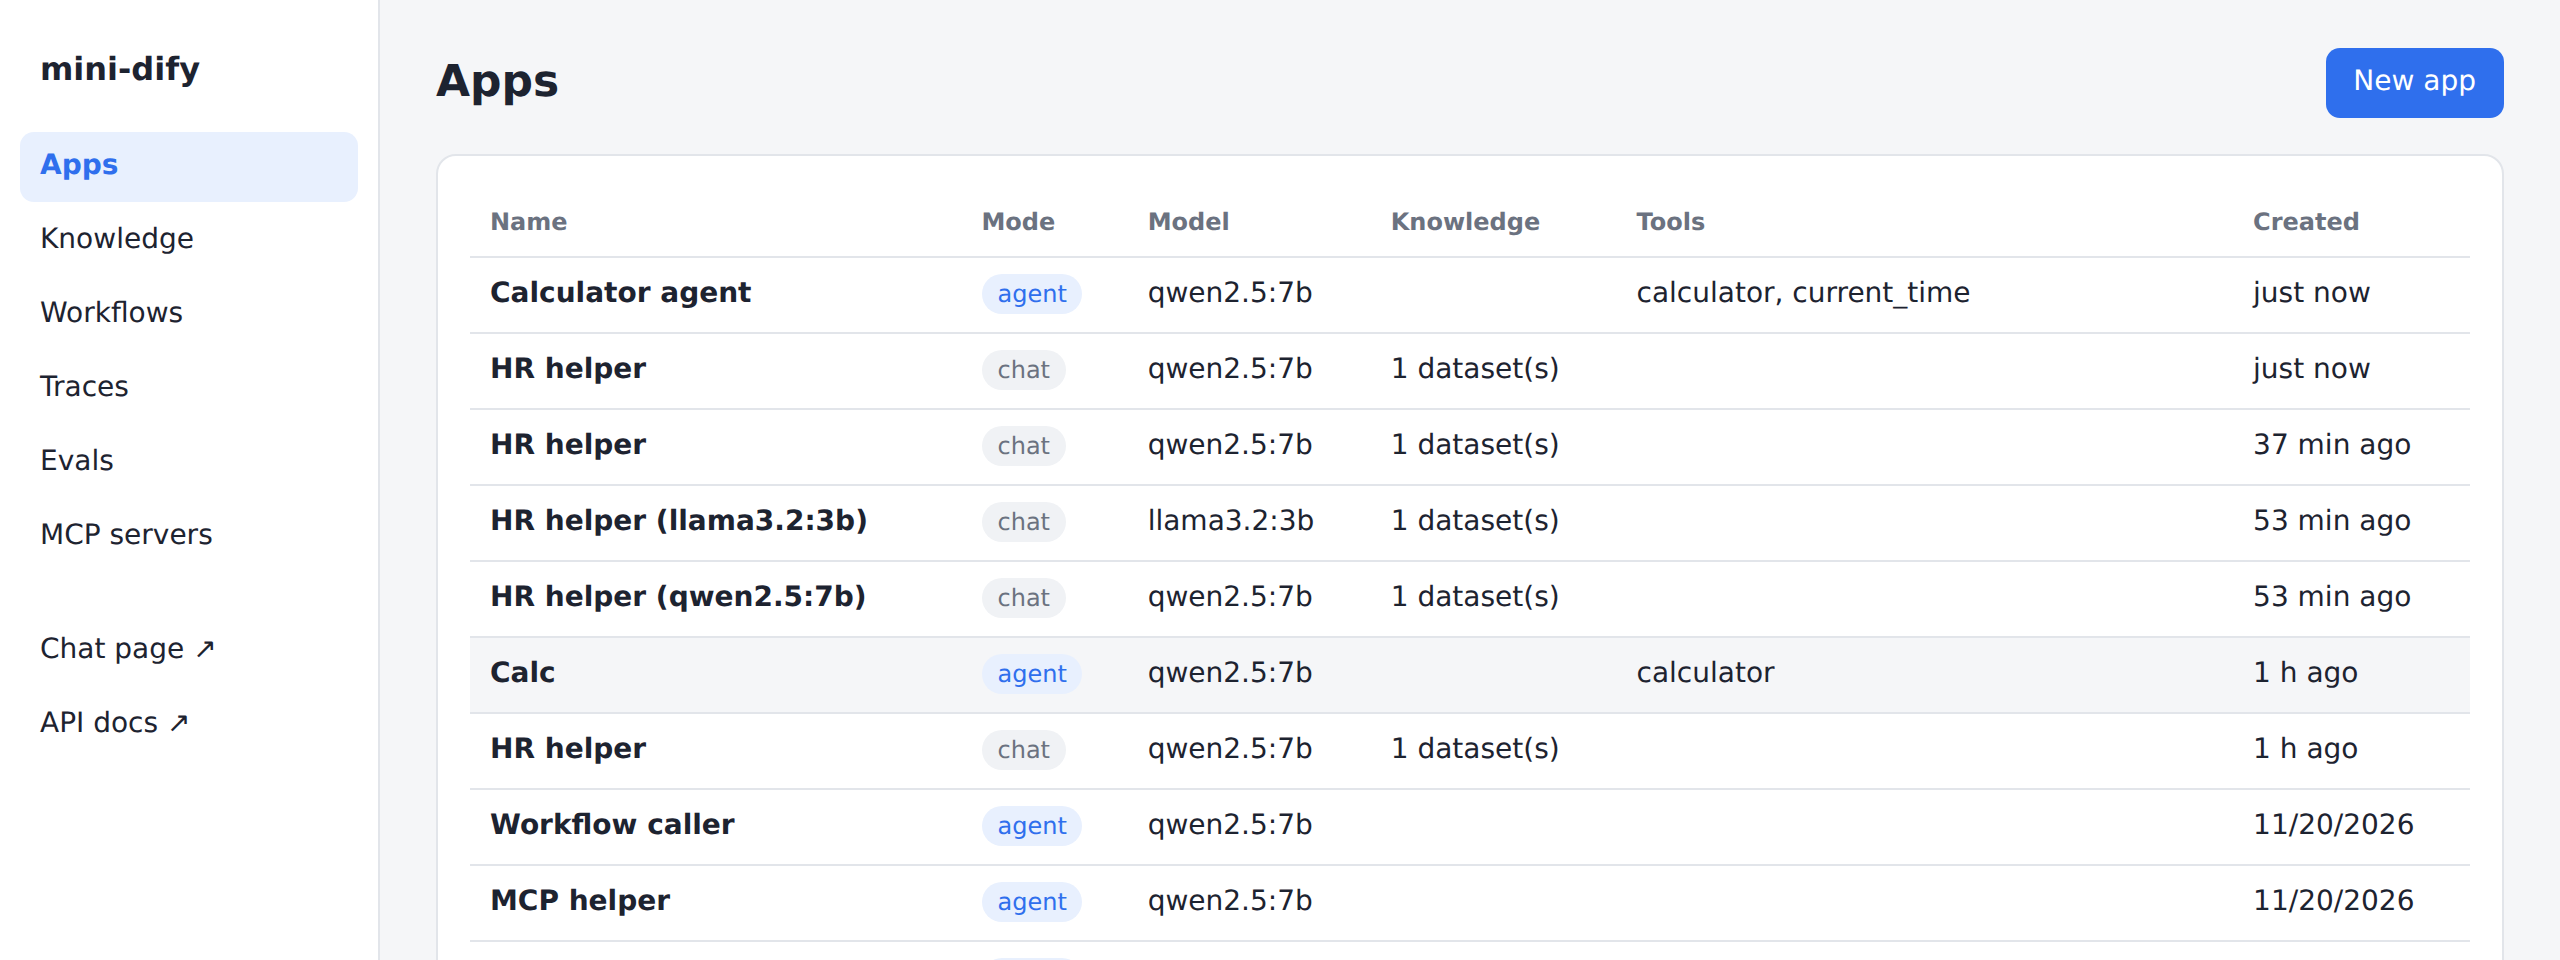 mini-dify
Apps
Knowledge
Workflows
Traces
Evals
MCP servers
Chat page ↗
API docs ↗
Apps
New app
Name Mode Model Knowledge Tools Created
Calculator agent agent qwen2.5:7b calculator, current_time just now
HR helper chat qwen2.5:7b 1 dataset(s) just now
HR helper chat qwen2.5:7b 1 dataset(s) 37 min ago
HR helper (llama3.2:3b) chat llama3.2:3b 1 dataset(s) 53 min ago
HR helper (qwen2.5:7b) chat qwen2.5:7b 1 dataset(s) 53 min ago
Calc agent qwen2.5:7b calculator 1 h ago
HR helper chat qwen2.5:7b 1 dataset(s) 1 h ago
Workflow caller agent qwen2.5:7b 11/20/2026
MCP helper agent qwen2.5:7b 11/20/2026